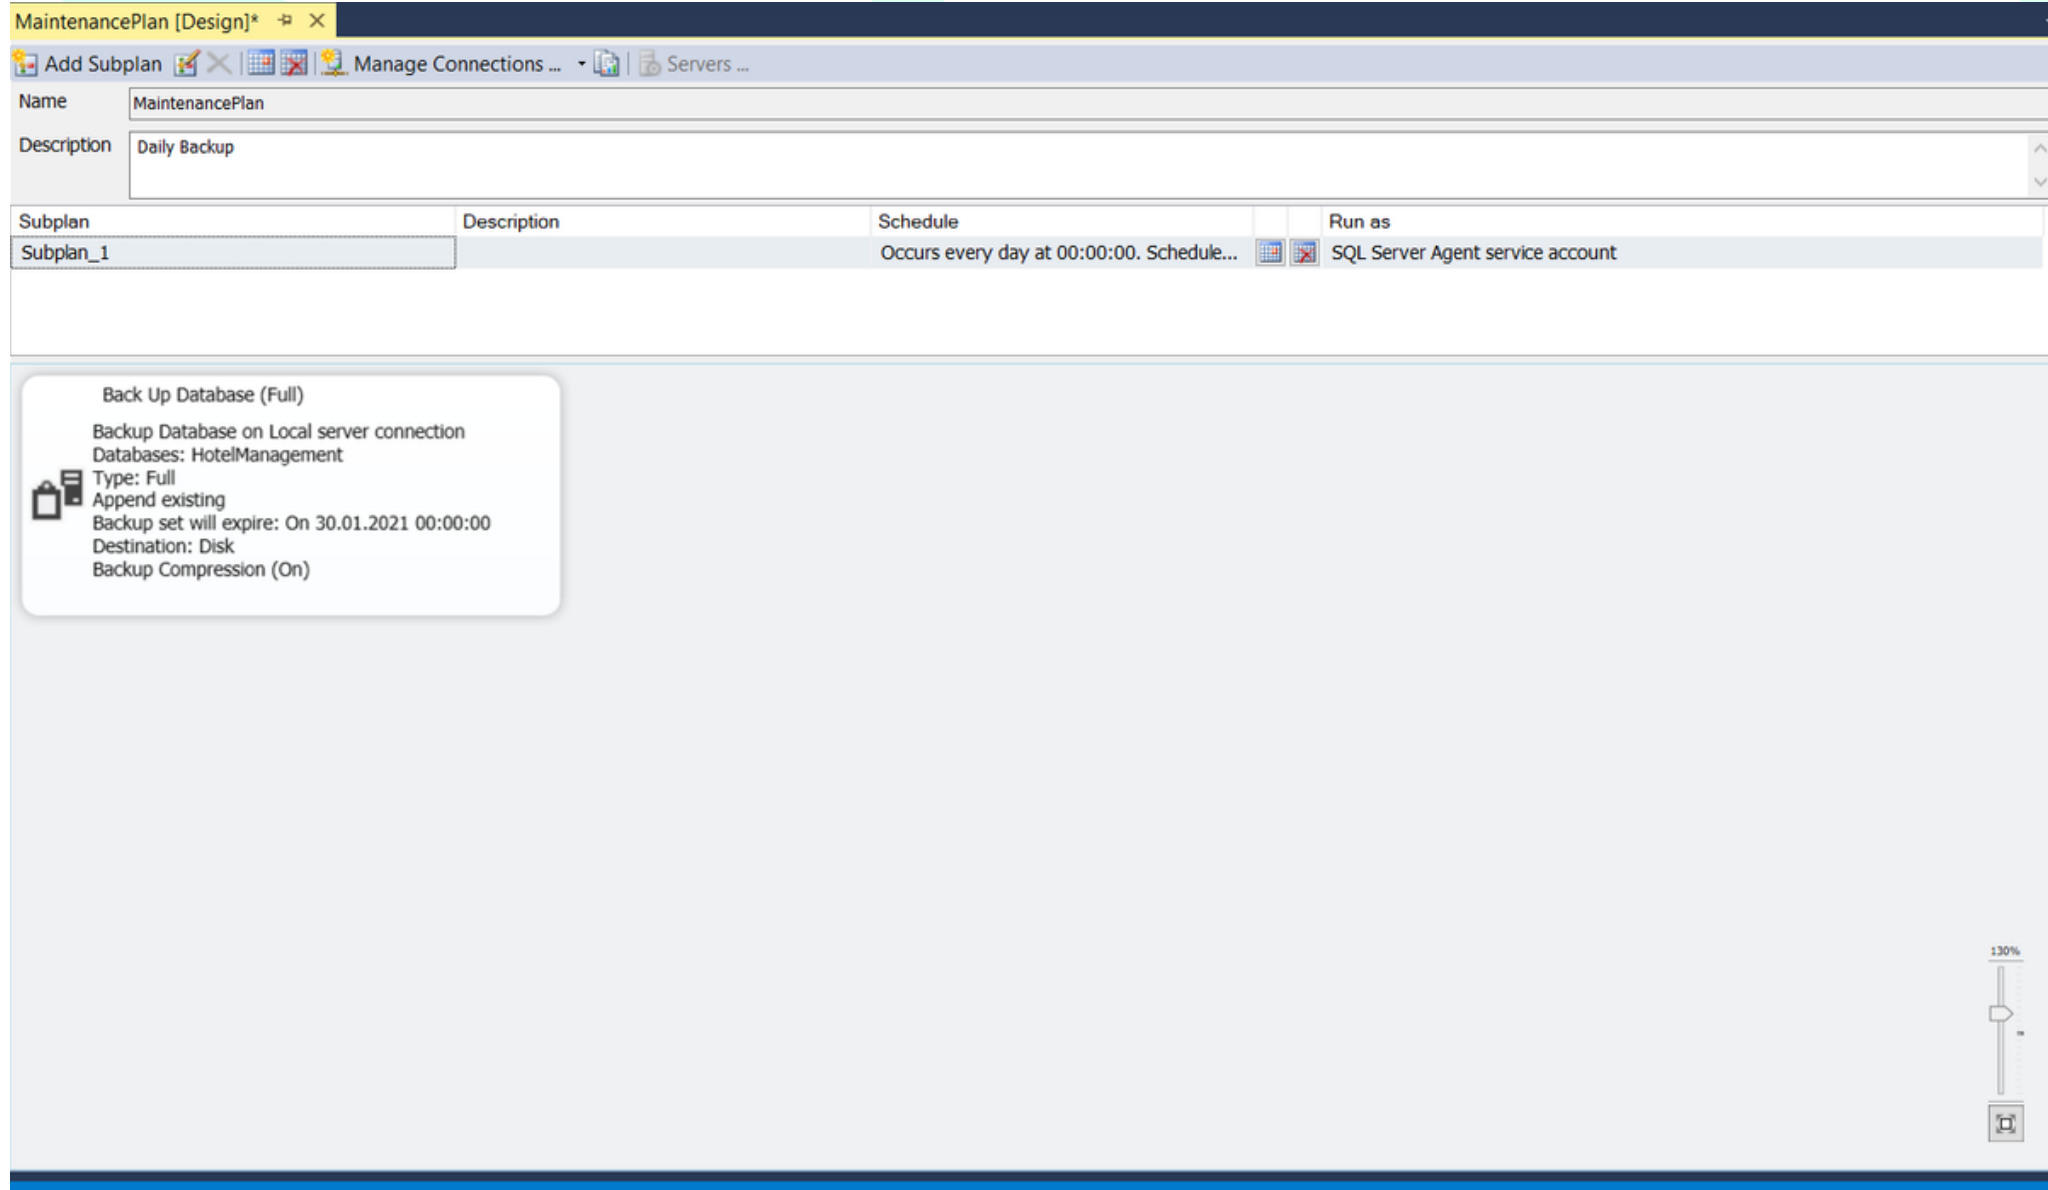 MaintenancePlan [Design]*
Add Subplan Manage Connections ... Servers ...
Name MaintenancePlan
Description Daily Backup
Subplan Description Schedule Run as
Subplan_1 Occurs every day at 00:00:00. Schedule... SQL Server Agent service account
Back Up Database (Full)
Backup Database on Local server connection
Databases: HotelManagement
Type: Full
Append existing
Backup set will expire: On 30.01.2021 00:00:00
Destination: Disk
Backup Compression (On)
130%